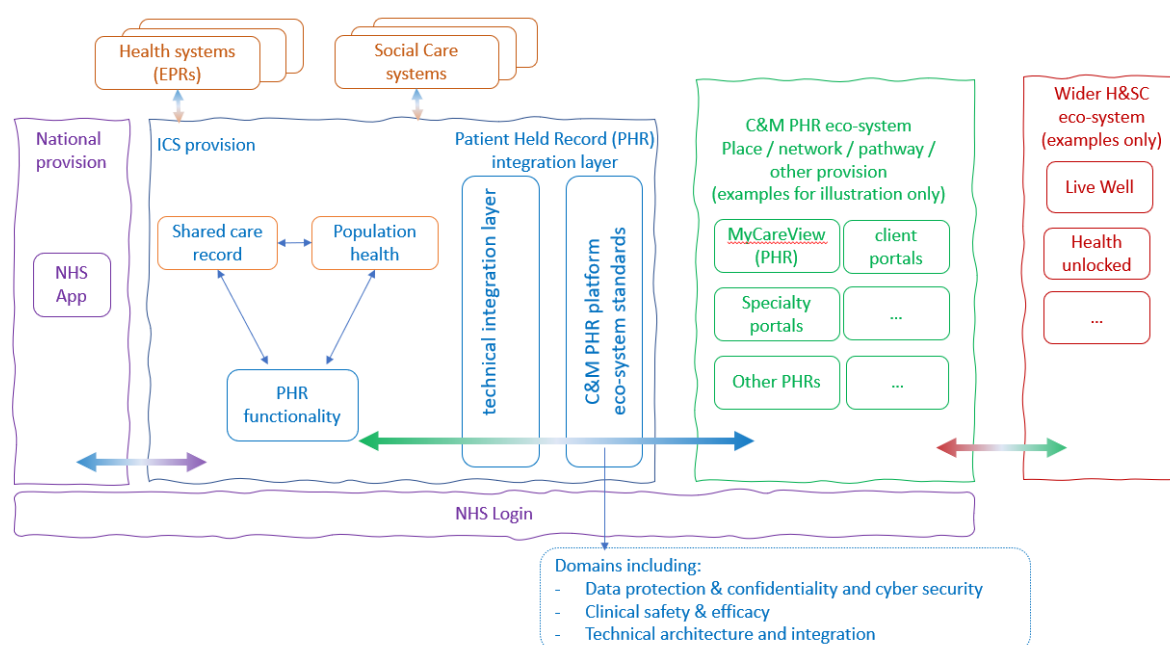 Health systems
(EPRs)
Social Care
systems
National
provision
NHS
App
ICS provision
Patient Held Record (PHR)
integration layer
Shared care
record
Population
health
PHR
functionality
technical integration layer
C&M PHR platform
eco-system standards
C&M PHR eco-system
Place / network / pathway /
other provision
(examples for illustration only)
MyCareView
(PHR)
client
portals
Specialty
portals
...
Other PHRs
...
Wider H&SC
eco-system
(examples only)
Live Well
Health
unlocked
...
NHS Login
Domains including:
- Data protection & confidentiality and cyber security
- Clinical safety & efficacy
- Technical architecture and integration